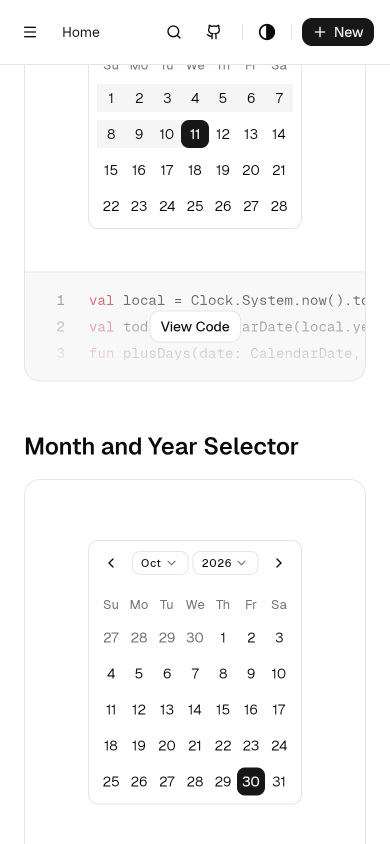 Home
New
Su Mo Tu We Th Fr Sa
1 2 3 4 5 6 7
8 9 10 11 12 13 14
15 16 17 18 19 20 21
22 23 24 25 26 27 28
1 val local = Clock.System.now().to
2 val tod
View Code
arDate(local.ye
3 fun plusDays(date: CalendarDate,
Month and Year Selector
Oct 2026
Su Mo Tu We Th Fr Sa
27 28 29 30 1 2 3
4 5 6 7 8 9 10
11 12 13 14 15 16 17
18 19 20 21 22 23 24
25 26 27 28 29 30 31